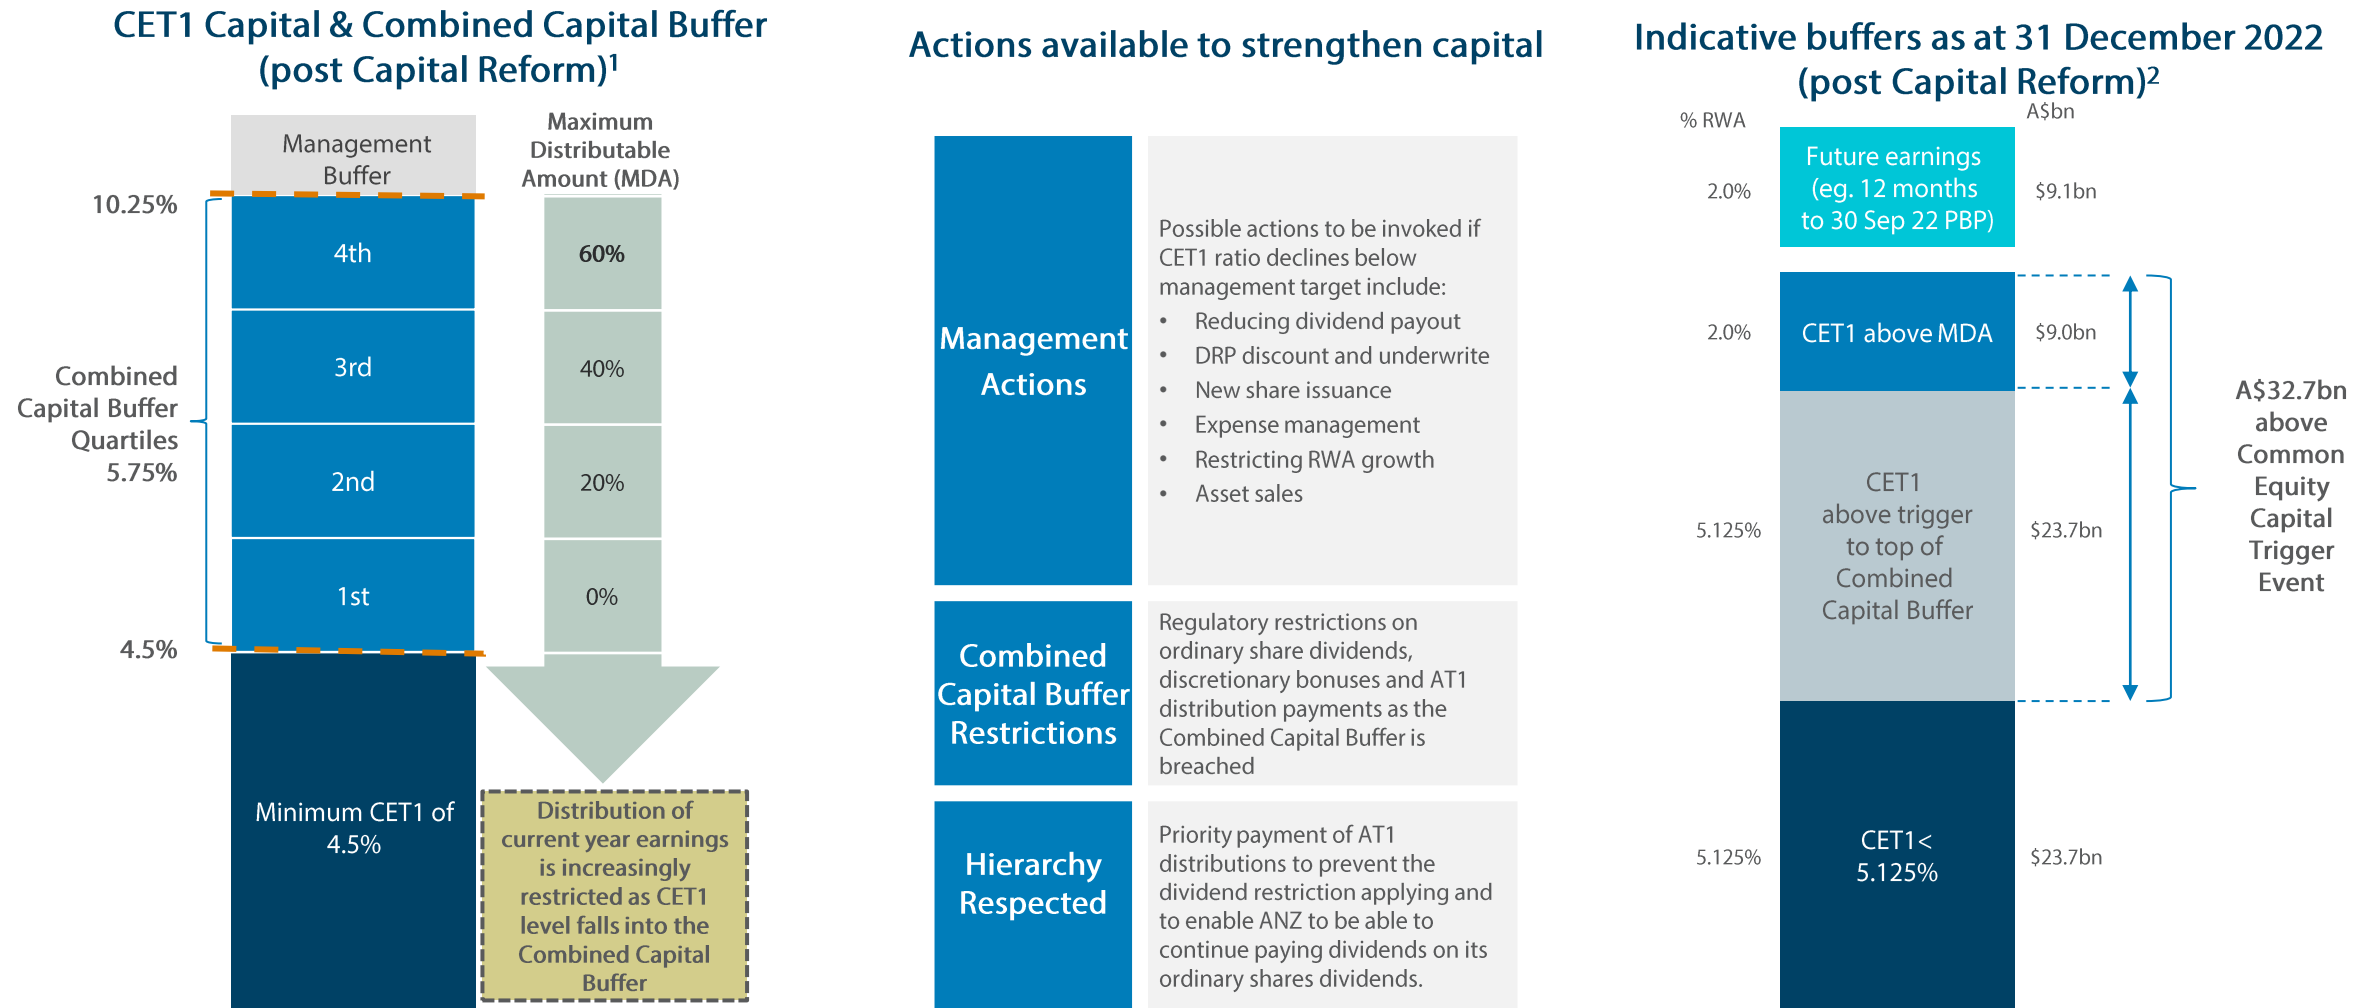 CET1 Capital & Combined Capital Buffer
(post Capital Reform)¹
Management
Buffer
10.25%
Combined
Capital Buffer
Quartiles
5.75%
4.5%
4th
3rd
2nd
1st
Minimum CET1 of
4.5%
Maximum
Distributable
Amount (MDA)
60%
40%
20%
0%
Distribution of
current year earnings
is increasingly
restricted as CET1
level falls into the
Combined Capital
Buffer
Actions available to strengthen capital
Management
Actions
Possible actions to be invoked if
CET1 ratio declines below
management target include:
• Reducing dividend payout
• DRP discount and underwrite
• New share issuance
• Expense management
• Restricting RWA growth
• Asset sales
Combined
Capital Buffer
Restrictions
Regulatory restrictions on
ordinary share dividends,
discretionary bonuses and AT1
distribution payments as the
Combined Capital Buffer is
breached
Hierarchy
Respected
Priority payment of AT1
distributions to prevent the
dividend restriction applying and
to enable ANZ to be able to
continue paying dividends on its
ordinary shares dividends.
Indicative buffers as at 31 December 2022
(post Capital Reform)²
% RWA
A$bn
2.0%
Future earnings
(eg. 12 months
to 30 Sep 22 PBP)
$9.1bn
2.0%
CET1 above MDA
$9.0bn
5.125%
CET1
above trigger
to top of
Combined
Capital Buffer
$23.7bn
5.125%
CET1<
5.125%
$23.7bn
A$32.7bn
above
Common
Equity
Capital
Trigger
Event